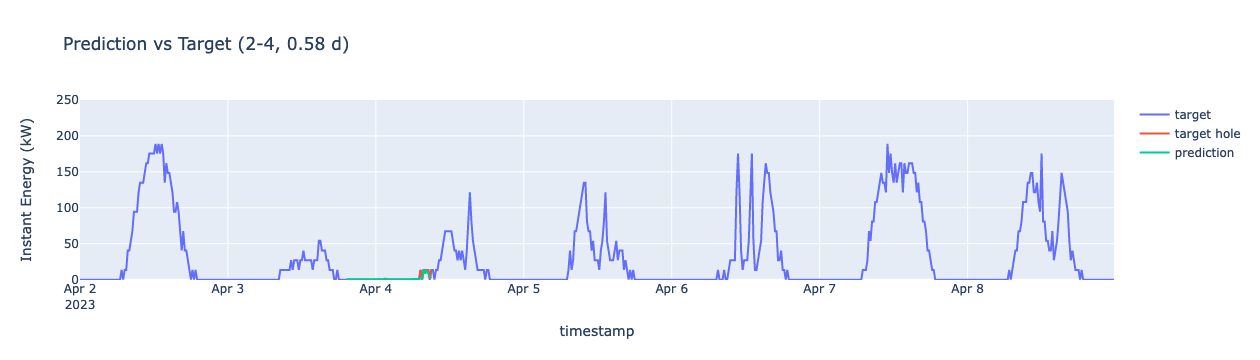 Prediction vs Target (2-4, 0.58 d)
Instant Energy (kW)
250
200
150
100
50
0
Apr 2
2023
Apr 3
Apr 4
Apr 5
Apr 6
Apr 7
Apr 8
timestamp
target
target hole
prediction